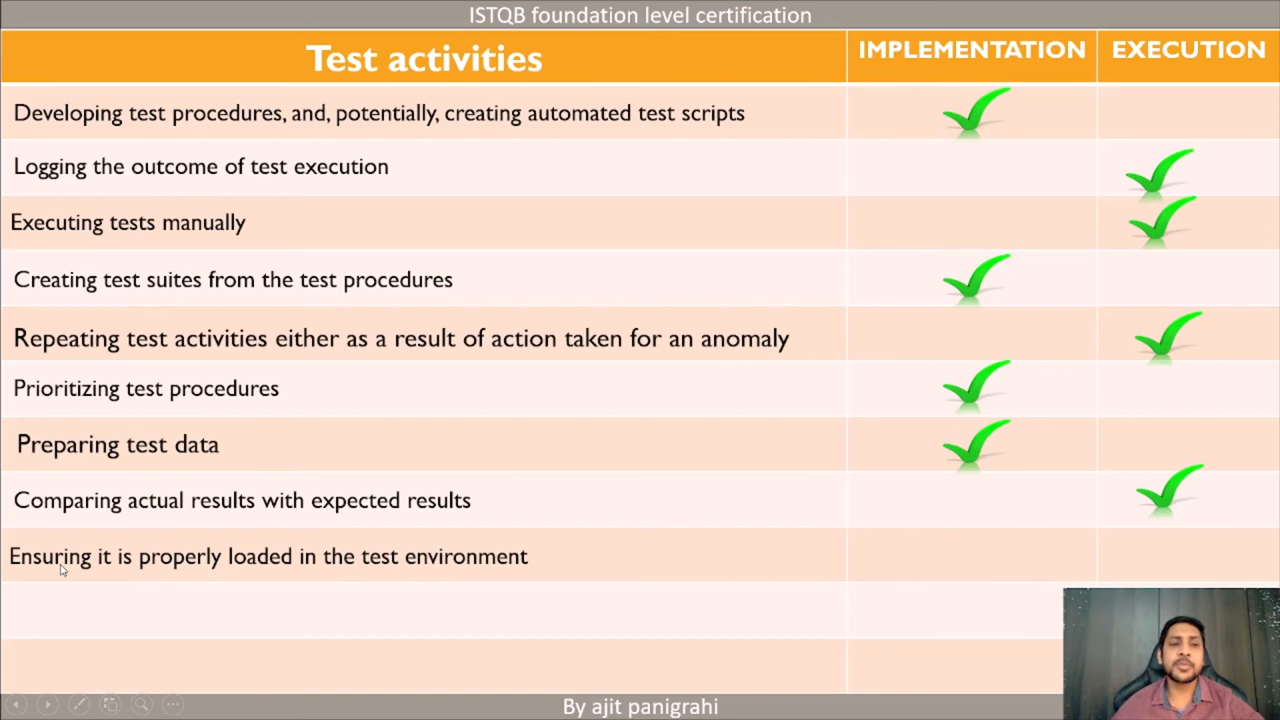 ISTQB foundation level certification
Test activities IMPLEMENTATION EXECUTION
Developing test procedures, and, potentially, creating automated test scripts
Logging the outcome of test execution
Executing tests manually
Creating test suites from the test procedures
Repeating test activities either as a result of action taken for an anomaly
Prioritizing test procedures
Preparing test data
Comparing actual results with expected results
Ensuring it is properly loaded in the test environment
By ajit panigrahi